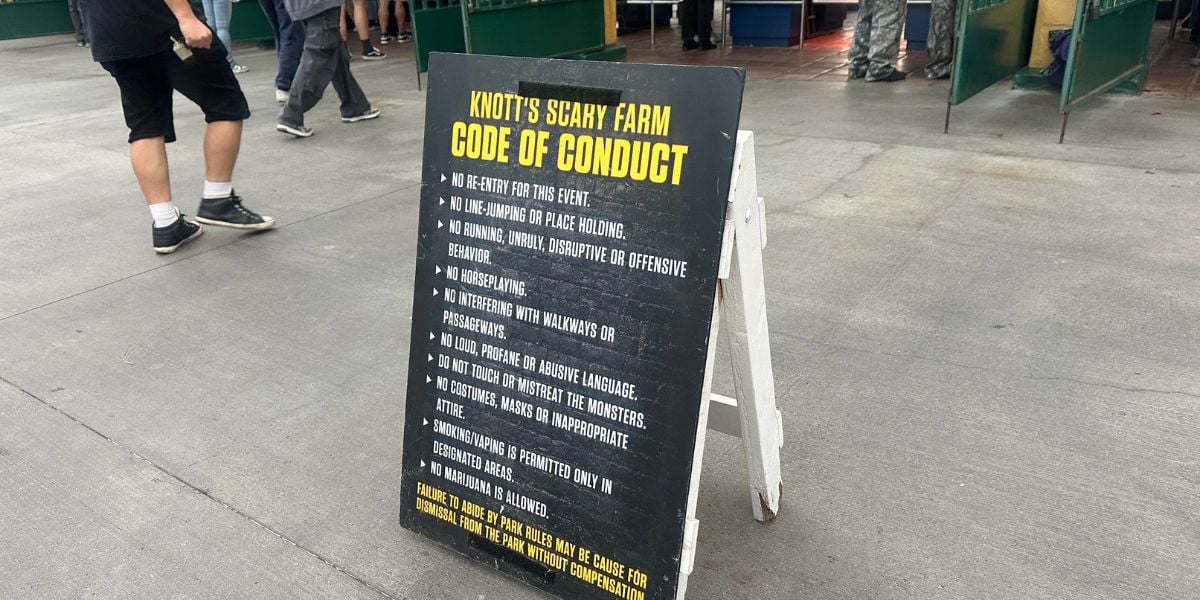 KNOTT'S SCARY FARM
CODE OF CONDUCT
NO RE-ENTRY FOR THIS EVENT.
NO LINE-JUMPING OR PLACE HOLDING.
NO RUNNING, UNRULY, DISRUPTIVE OR OFFENSIVE
BEHAVIOR.
NO HORSEPLAYING.
NO INTERFERING WITH WALKWAYS OR
PASSAGEWAYS.
NO LOUD, PROFANE OR ABUSIVE LANGUAGE.
DO NOT TOUCH OR MISTREAT THE MONSTERS.
NO COSTUMES, MASKS OR INAPPROPRIATE
ATTIRE.
SMOKING/VAPING IS PERMITTED ONLY IN
DESIGNATED AREAS.
NO MARIJUANA IS ALLOWED.
FAILURE TO ABIDE BY PARK RULES MAY BE CAUSE FOR
DISMISSAL FROM THE PARK WITHOUT COMPENSATION